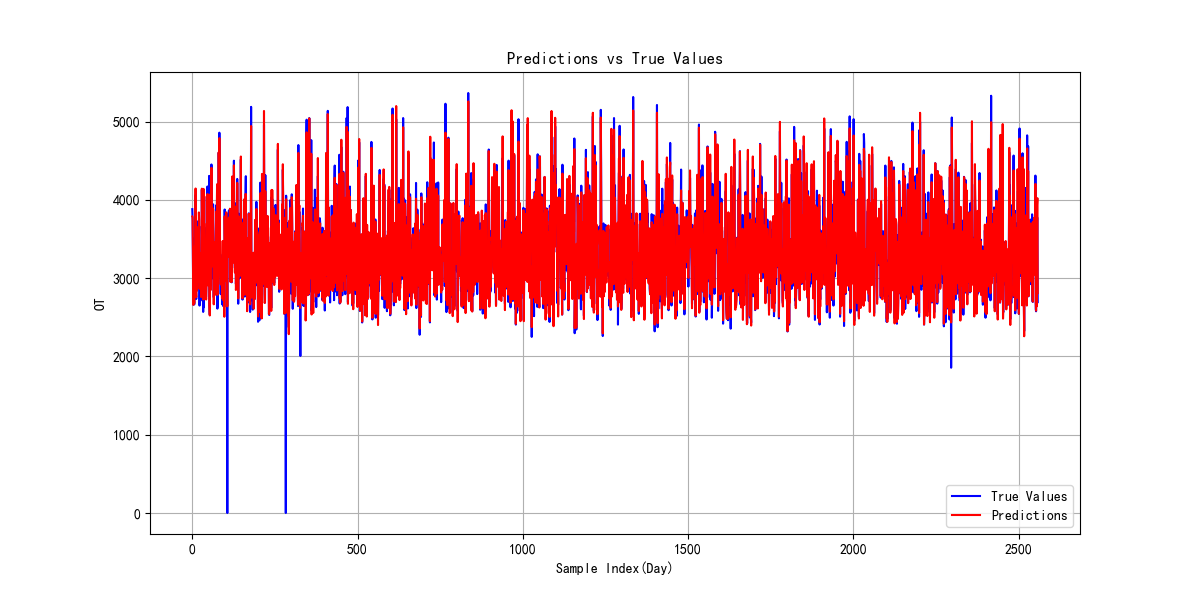 Predictions vs True Values
OT
5000
4000
3000
2000
1000
0
True Values
Predictions
0 500 1000 1500 2000 2500
Sample Index(Day)